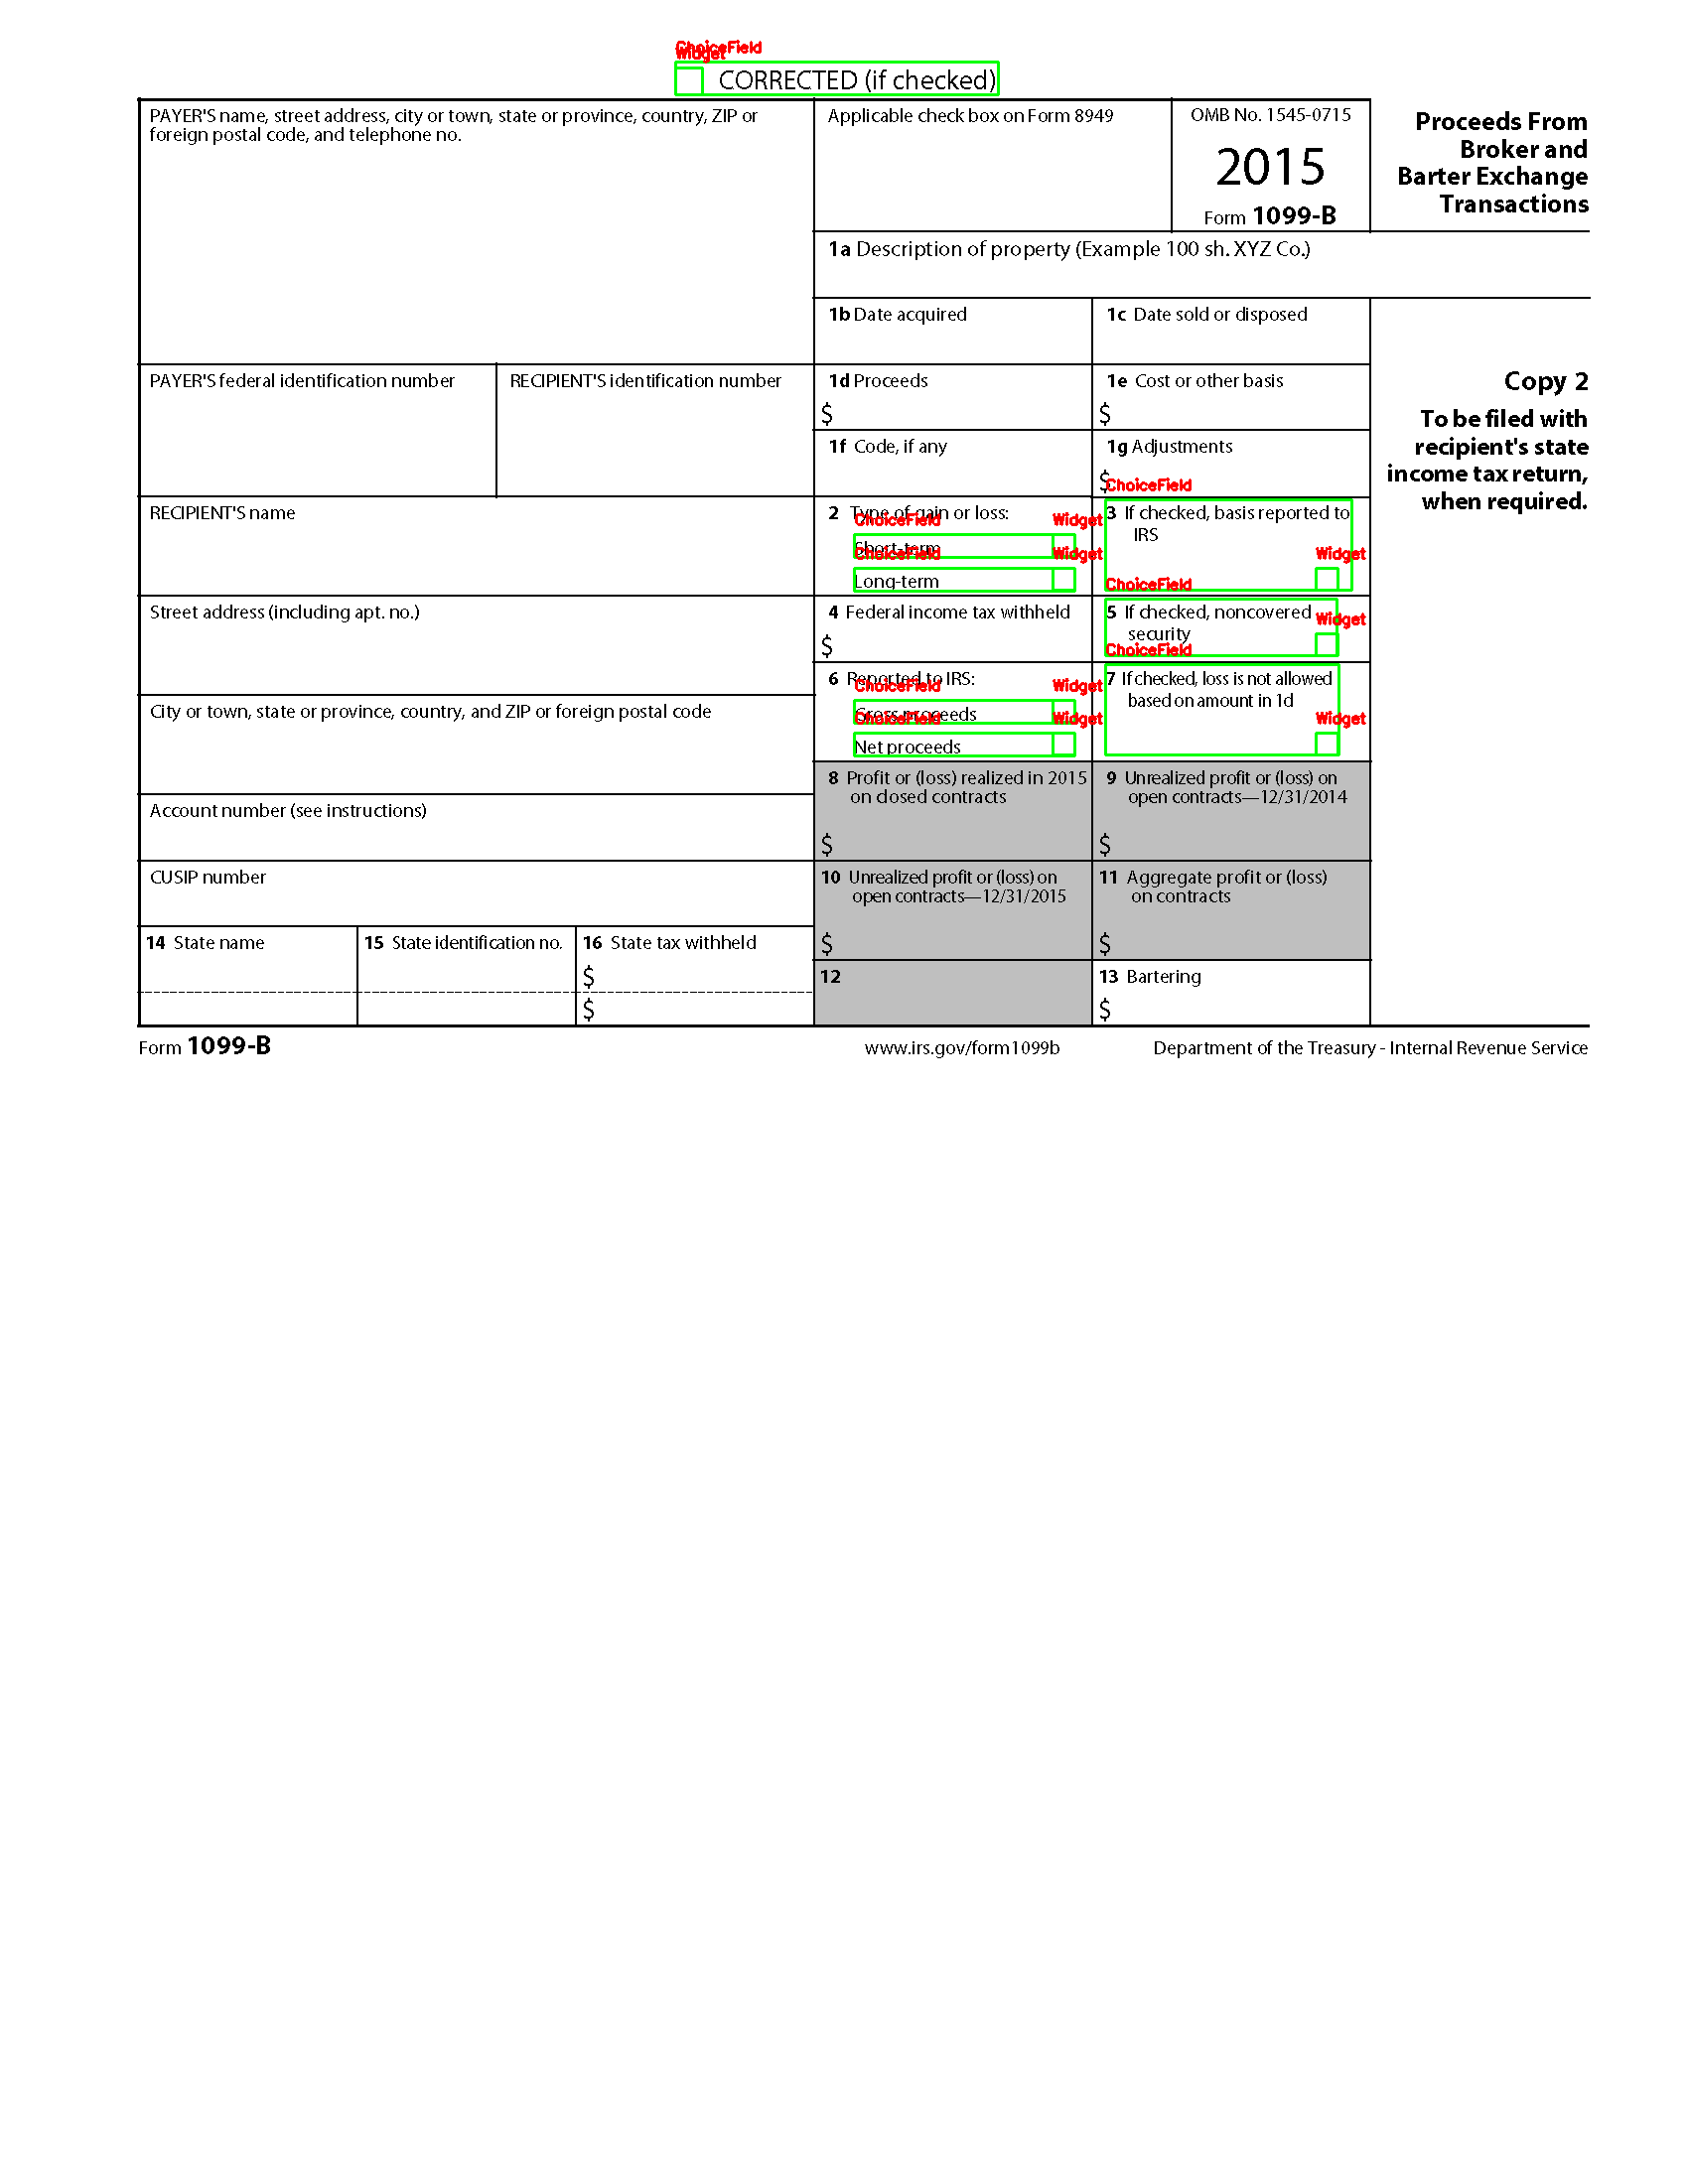 ChoiceField
Widget
CORRECTED (if checked)
PAYER'S name, street address, city or town, state or province, country, ZIP or
foreign postal code, and telephone no.
Applicable check box on Form 8949
OMB No. 1545-0715
2015
Form 1099-B
Proceeds From
Broker and
Barter Exchange
Transactions
1a Description of property (Example 100 sh. XYZ Co.)
1b Date acquired
1c Date sold or disposed
PAYER'S federal identification number
RECIPIENT'S identification number
1d Proceeds
$
1e Cost or other basis
$
Copy 2
To be filed with
recipient's state
income tax return,
when required.
1f Code, if any
1g Adjustments
$
ChoiceField
RECIPIENT'S name
2 Type of gain or loss:
ChoiceField
Widget
Short-term
ChoiceField
Widget
Long-term
3 If checked, basis reported to
IRS
Widget
ChoiceField
Street address (including apt. no.)
4 Federal income tax withheld
$
5 If checked, noncovered
security
Widget
ChoiceField
6 Reported to IRS:
ChoiceField
Widget
Gross proceeds
ChoiceField
Widget
Net proceeds
7 If checked, loss is not allowed
based on amount in 1d
Widget
City or town, state or province, country, and ZIP or foreign postal code
8 Profit or (loss) realized in 2015
on closed contracts
$
9 Unrealized profit or (loss) on
open contracts—12/31/2014
$
Account number (see instructions)
CUSIP number
10 Unrealized profit or (loss) on
open contracts—12/31/2015
$
11 Aggregate profit or (loss)
on contracts
$
14 State name
15 State identification no.
16 State tax withheld
$
$
12
13 Bartering
$
Form 1099-B
www.irs.gov/form1099b
Department of the Treasury - Internal Revenue Service